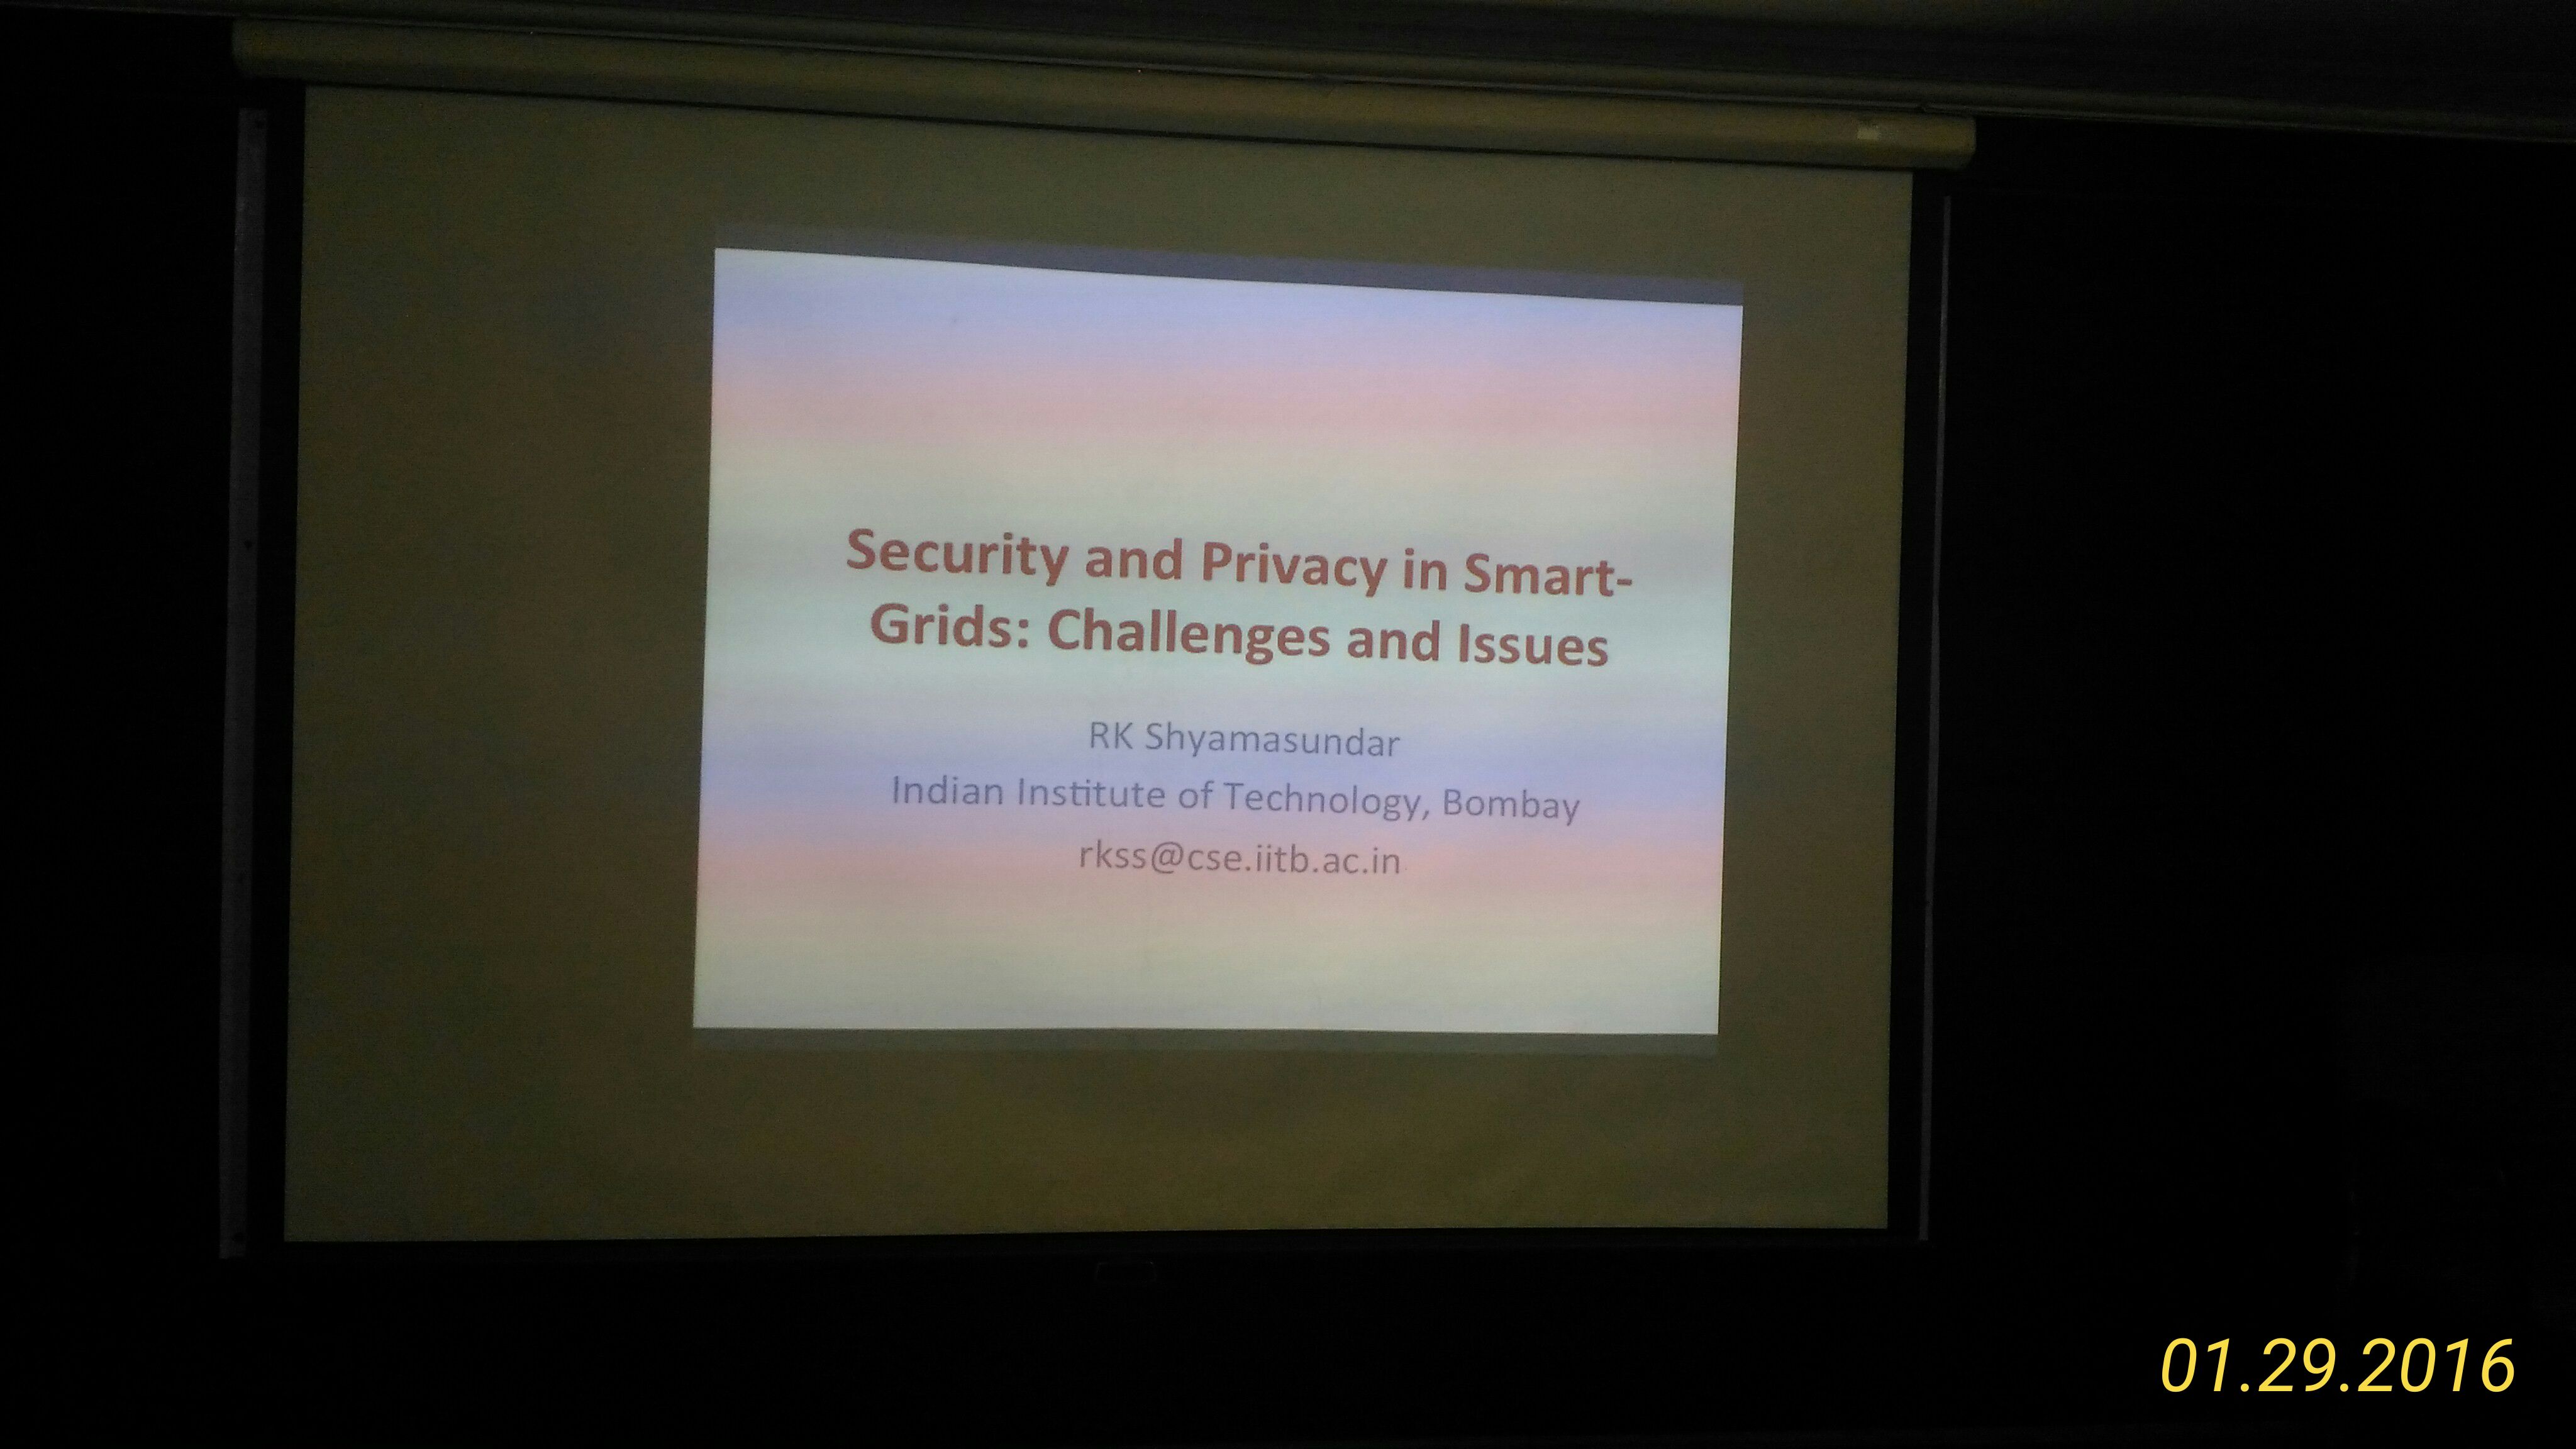 Security and Privacy in Smart-
Grids: Challenges and Issues
RK Shyamasundar
Indian Institute of Technology, Bombay
rkss@cse.iitb.ac.in
01.29.2016